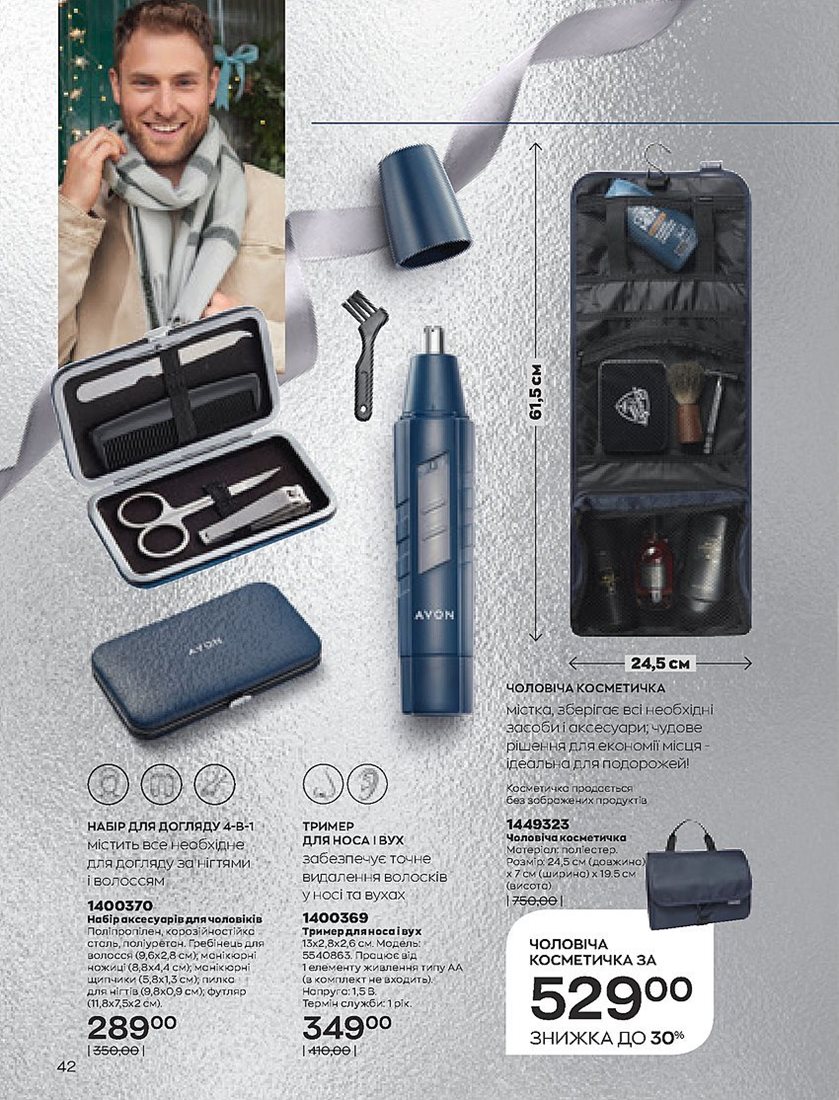 61,5 см
AVON
AVON
24,5 см
ЧОЛОВІЧА КОСМЕТИЧКА
містка, зберігає всі необхідні
засоби і аксесуари; чудове
рішення для економії місця -
ідеальна для подорожей!
Косметичка продається
без зображених продуктів
1449323
Чоловіча косметичка
Матеріал: поліестер.
Розмір: 24,5 см (довжина)
х 7 см (ширина) х 19.5 см
(висота)
|750,00|
ЧОЛОВІЧА
КОСМЕТИЧКА ЗА
529⁰⁰
ЗНИЖКА ДО 30%
НАБІР ДЛЯ ДОГЛЯДУ 4-В-1
містить все необхідне
для догляду за нігтями
і волоссям
1400370
Набір аксесуарів для чоловіків
Поліпропілен, корозійностійка
сталь, поліуретан. Гребінець для
волосся (9,6х2,8 см); манікюрні
ножиці (8,8х4,4 см); манікюрні
щипчики (5,8х1,3 см); пилка
для нігтів (9,8х0,9 см); футляр
(11,8х7,5х2 см).
289⁰⁰
|350,00|
ТРИМЕР
ДЛЯ НОСА І ВУХ
забезпечує точне
видалення волосків
у носі та вухах
1400369
Тример для носа і вух
13х2,8х2,6 см. Модель:
5540863. Працює від
1 елементу живлення типу АА
(в комплект не входить).
Напруга: 1,5 В.
Термін служби: 1 рік.
349⁰⁰
|410,00|
42